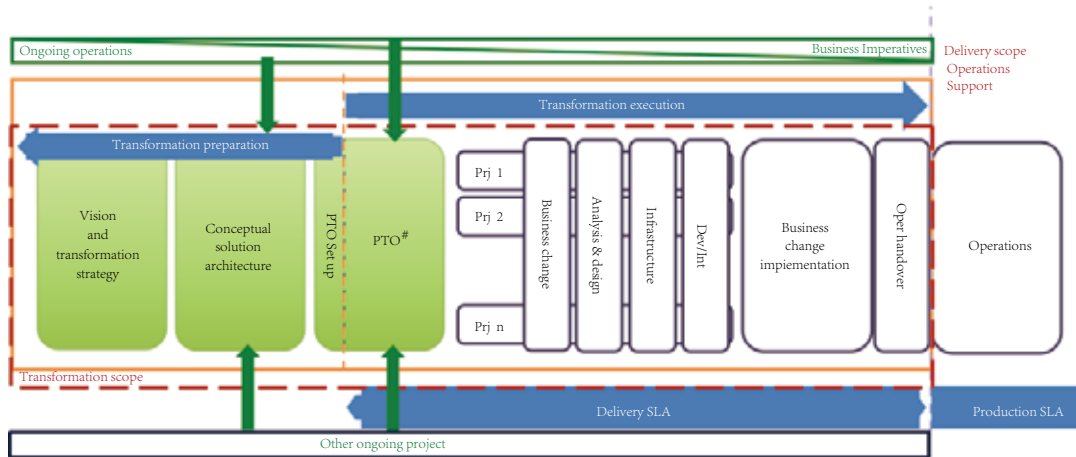 Ongoing operations
Business Imperatives
Delivery scope
Operations
Support
Transformation execution
Transformation preparation
Vision
and
transformation
strategy
Conceptual
solution
architecture
PTO Set up
PTO#
Prj 1
Prj 2
Prj n
Business change
Analysis & design
Infrastructure
Dev/Int
Business
change
impiementation
Oper handover
Operations
Transformation scope
Delivery SLA
Production SLA
Other ongoing project